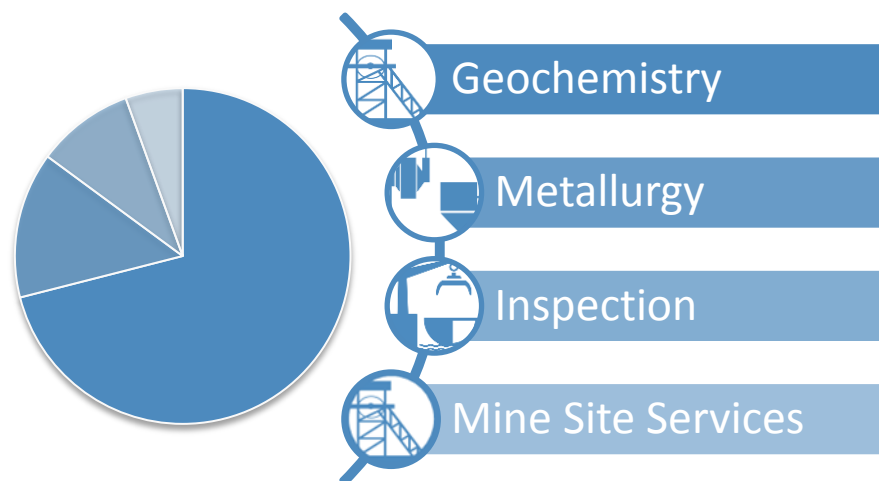 Geochemistry
Metallurgy
Inspection
Mine Site Services